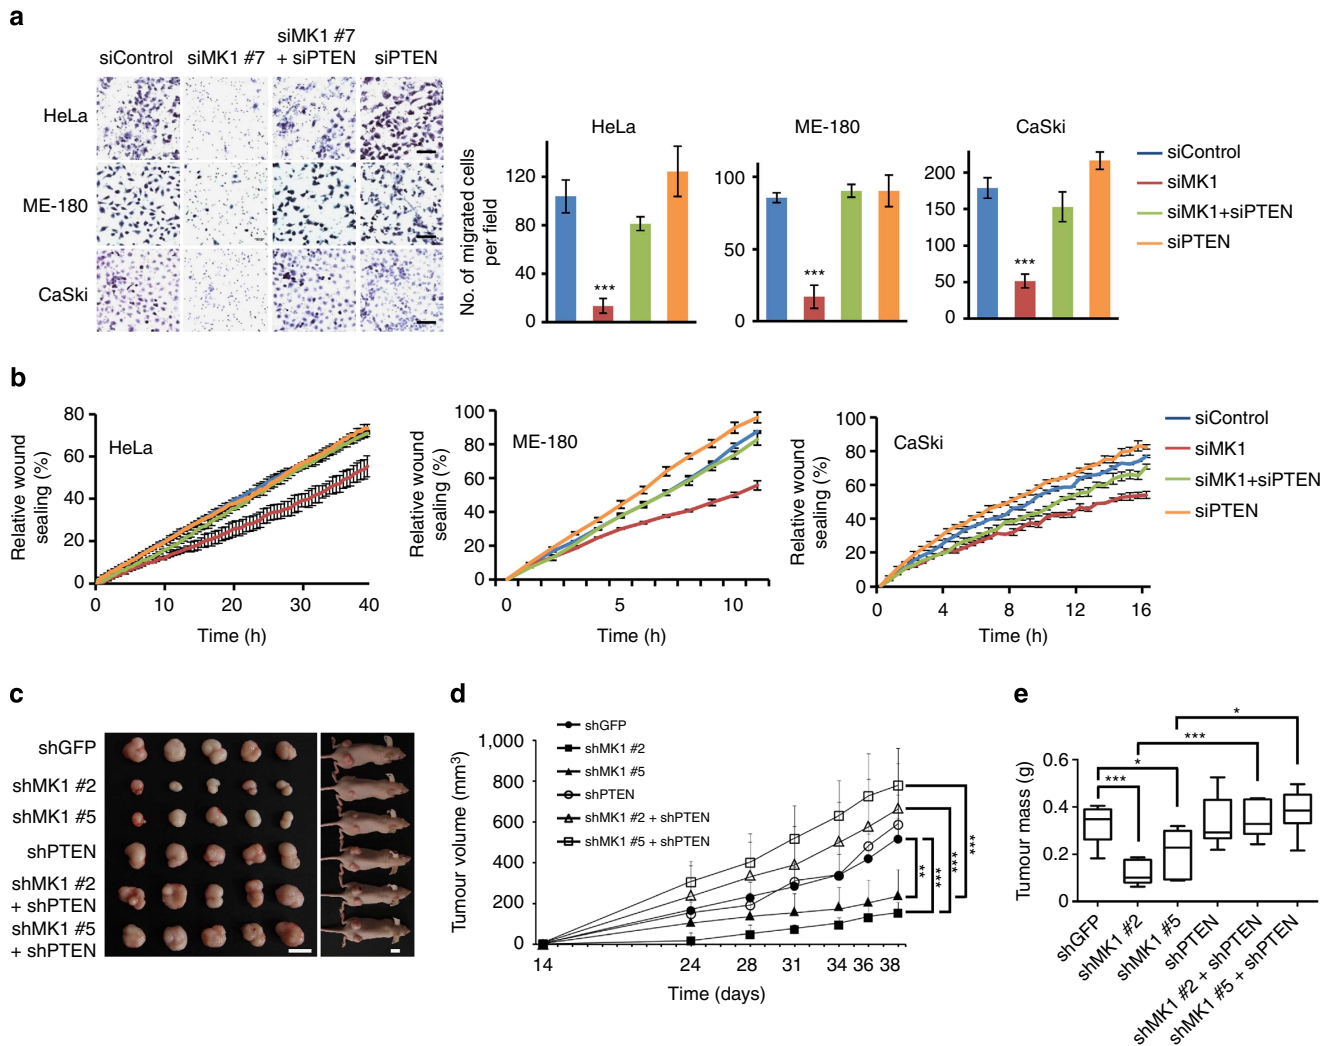 a
siControl
siMK1 #7
siMK1 #7
+ siPTEN
siPTEN
HeLa
ME-180
CaSki
No. of migrated cells
per field
HeLa
120
80
40
0
***
ME-180
100
50
0
***
CaSki
200
150
100
50
0
***
siControl
siMK1
siMK1+siPTEN
siPTEN
b
Relative wound
sealing (%)
80
60
40
20
0
HeLa
0 10 20 30 40
Time (h)
Relative wound
sealing (%)
100
80
60
40
20
0
ME-180
0 5 10
Time (h)
Relative wound
sealing (%)
100
80
60
40
20
0
CaSki
0 4 8 12 16
Time (h)
siControl
siMK1
siMK1+siPTEN
siPTEN
c
shGFP
shMK1 #2
shMK1 #5
shPTEN
shMK1 #2
+ shPTEN
shMK1 #5
+ shPTEN
d
shGFP
shMK1 #2
shMK1 #5
shPTEN
shMK1 #2 + shPTEN
shMK1 #5 + shPTEN
Tumour volume (mm³)
1,000
800
600
400
200
0
14 24 28 31 34 36 38
Time (days)
**
***
***
***
e
*
***
*
***
Tumour mass (g)
0.6
0.4
0.2
0
shGFP
shMK1 #2
shMK1 #5
shPTEN
shMK1 #2 + shPTEN
shMK1 #5 + shPTEN